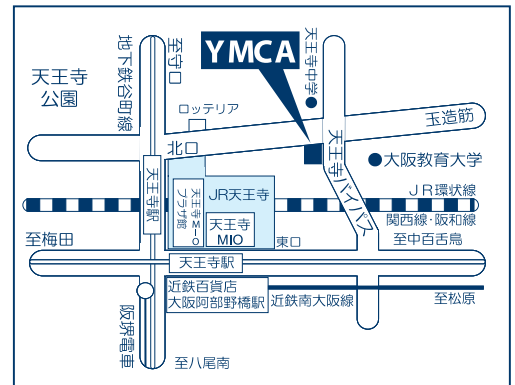 YMCA
地下鉄谷町線
至守口
天王寺中学
天王寺
公園
ロッテリア
玉造筋
北口
天王寺バイパス
大阪教育大学
天王寺駅
天王寺MIO
プラザ館
JR天王寺
天王寺
MIO
JR環状線
関西線・阪和線
至梅田
東口
至中百舌鳥
天王寺駅
近鉄百貨店
大阪阿部野橋駅
近鉄南大阪線
至松原
阪堺電車
至八尾南